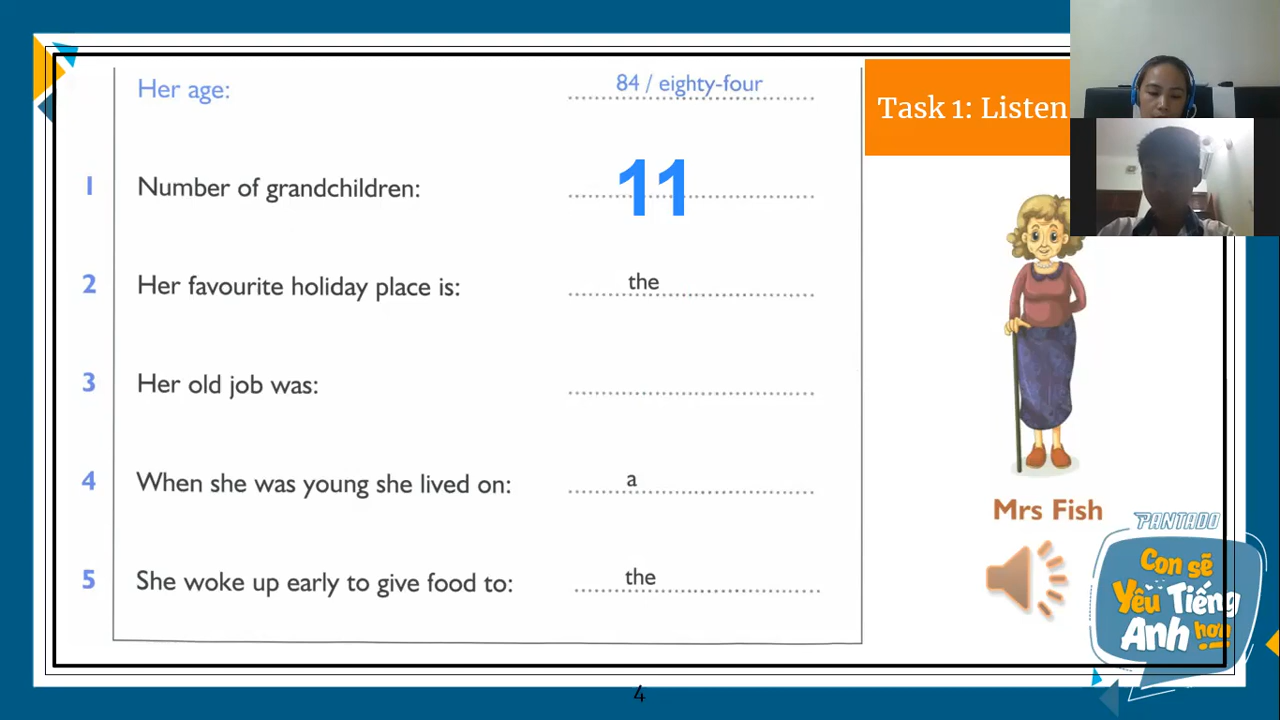 Her age: 84 / eighty-four
Task 1: Listen
1 Number of grandchildren: 11
2 Her favourite holiday place is: the
3 Her old job was:
4 When she was young she lived on: a
Mrs Fish
PANTADO
Con sẽ
Yêu Tiếng
Anh hơn
5 She woke up early to give food to: the
4